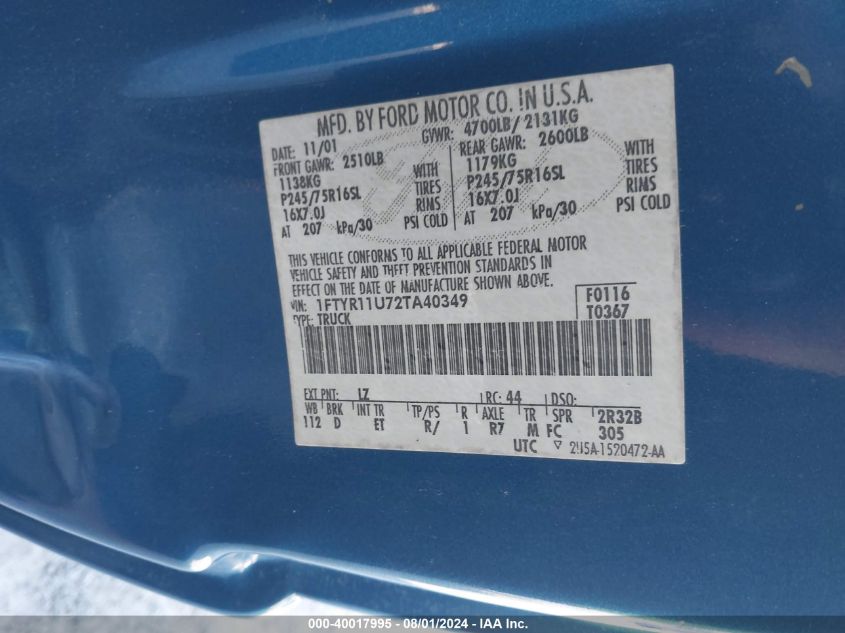 MFD. BY FORD MOTOR CO. IN U.S.A.
DATE: 11/01 GVWR: 4700LB/ 2131KG
FRONT GAWR: 2510LB REAR GAWR: 2600LB
1138KG WITH 1179KG WITH
P245/75R16SL TIRES P245/75R16SL TIRES
16X7.0J RIMS 16X7.0J RIMS
AT 207 kPa/30 PSI COLD AT 207 kPa/30 PSI COLD
THIS VEHICLE CONFORMS TO ALL APPLICABLE FEDERAL MOTOR
VEHICLE SAFETY AND THEFT PREVENTION STANDARDS IN
EFFECT ON THE DATE OF MANUFACTURE SHOWN ABOVE.
VIN: 1FTYR11U72TA40349 F0116
TYPE: TRUCK T0367
EXT PNT: LZ RC: 44 DSO:
WB BRK INT TR TP/PS R AXLE TR SPR 2R32B
112 D ET R/ 1 R7 M FC 305
UTC 2U5A-1520472-AA
000-40017995 - 08/01/2024 - IAA Inc.